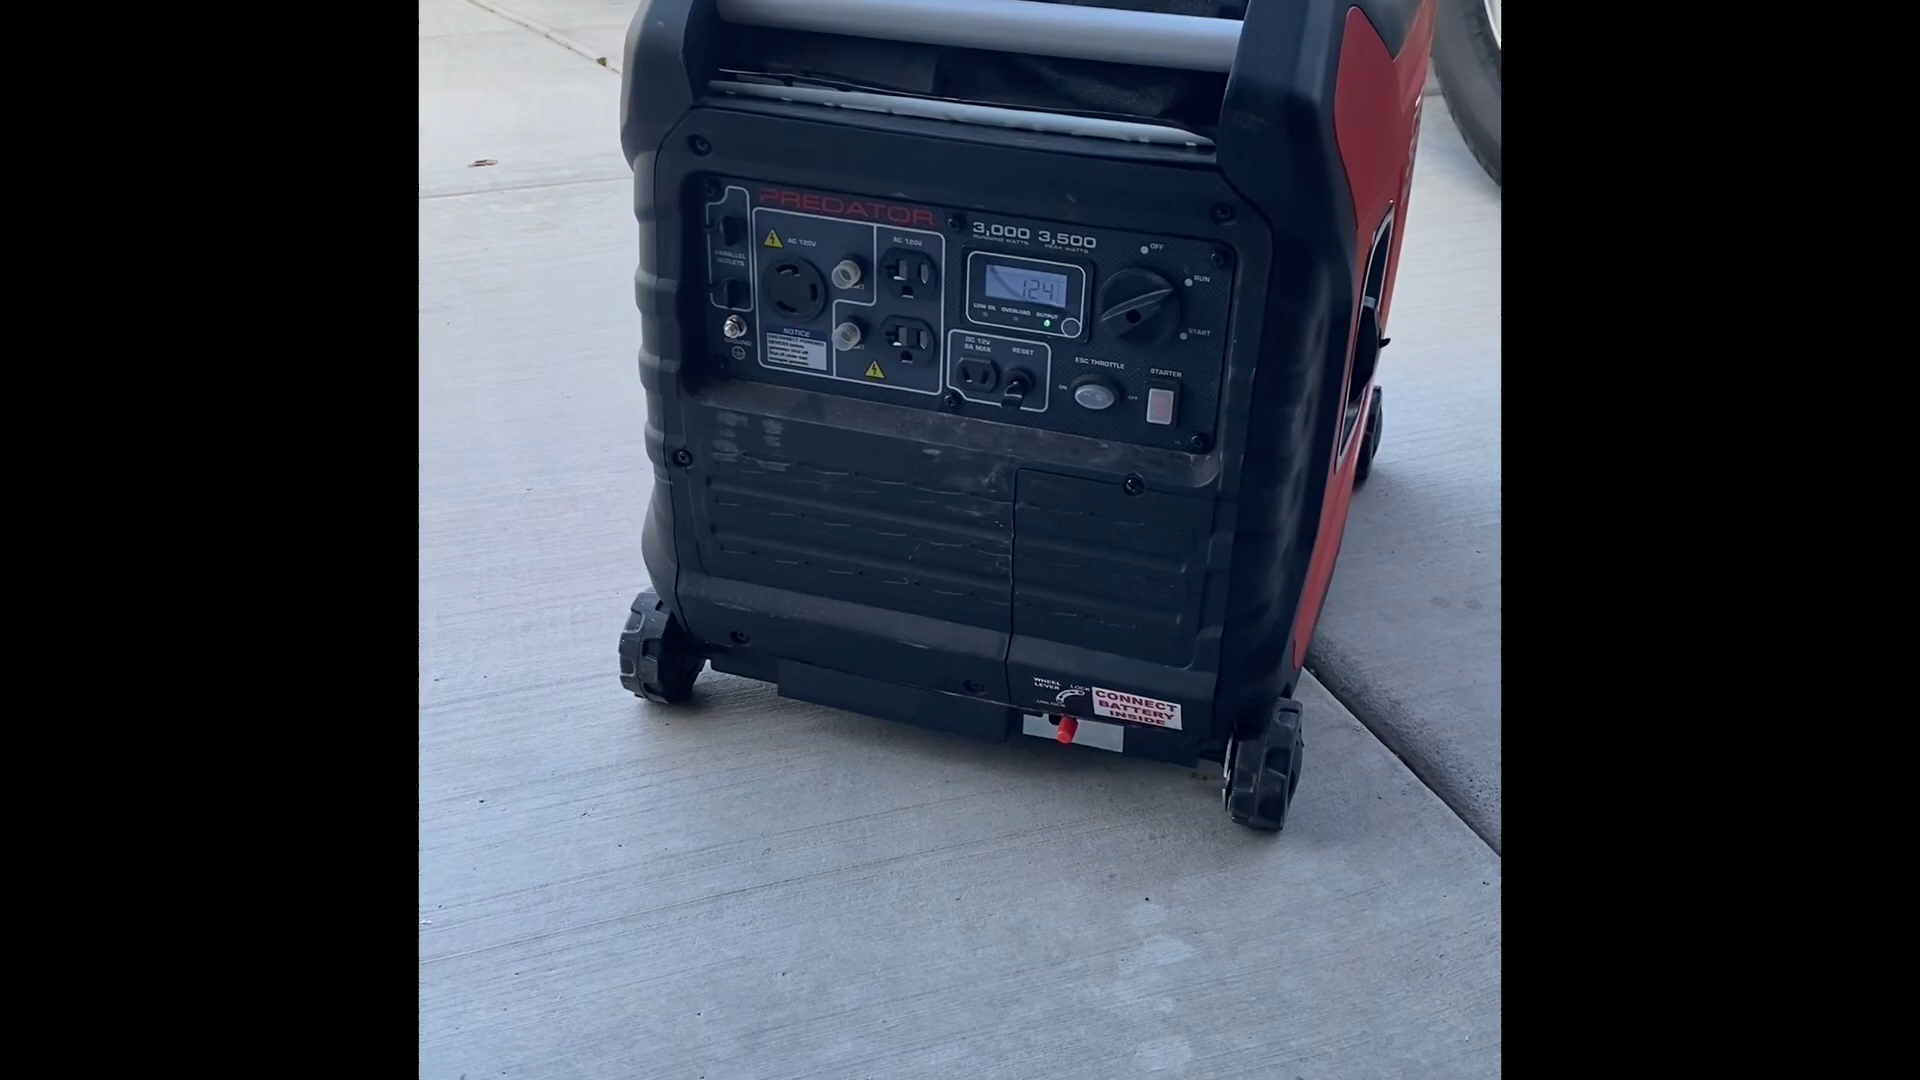 PREDATOR
3,000 3,500
RUNNING WATTS PEAK WATTS
OFF
RUN
START
AC 120V
AC 120V
PARALLEL
OUTLETS
124
LOW OIL OVERLOAD OUTPUT
NOTICE
GROUND
DC 12V
8A MAX
RESET
ESC THROTTLE
ON
OFF
STARTER
WHEEL
LEVER
LOCK
CONNECT
BATTERY
INSIDE